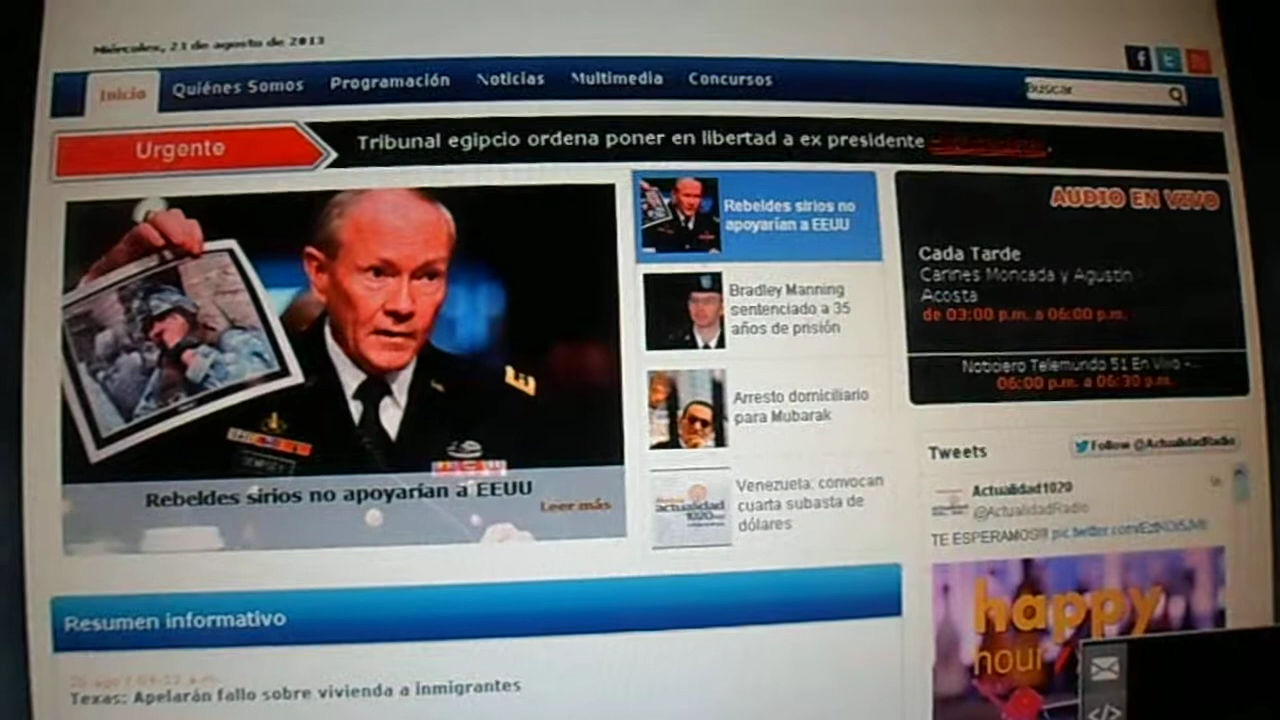 Miércoles, 21 de agosto de 2013
Inicio
Quiénes Somos
Programación
Noticias
Multimedia
Concursos
Buscar
Urgente
Tribunal egipcio ordena poner en libertad a ex presidente
Rebeldes sirios no apoyarían a EEUU
Leer más
Rebeldes sirios no
apoyarían a EEUU
Bradley Manning
sentenciado a 35
años de prisión
Arresto domiciliario
para Mubarak
actualidad
1020
Venezuela: convocan
cuarta subasta de
dólares
AUDIO EN VIVO
Cada Tarde
Carines Moncada y Agustin
Acosta
de 03:00 p.m. a 06:00 p.m.
Noticiero Telemundo 51 En Vivo -...
06:00 p.m. a 06:30 p.m.
Tweets
Follow @ActualidadRadio
Actualidad1020
@ActualidadRadio
TE ESPERAMOS!!!
happy
hour
Resumen informativo
Texas: Apelarán fallo sobre vivienda a inmigrantes